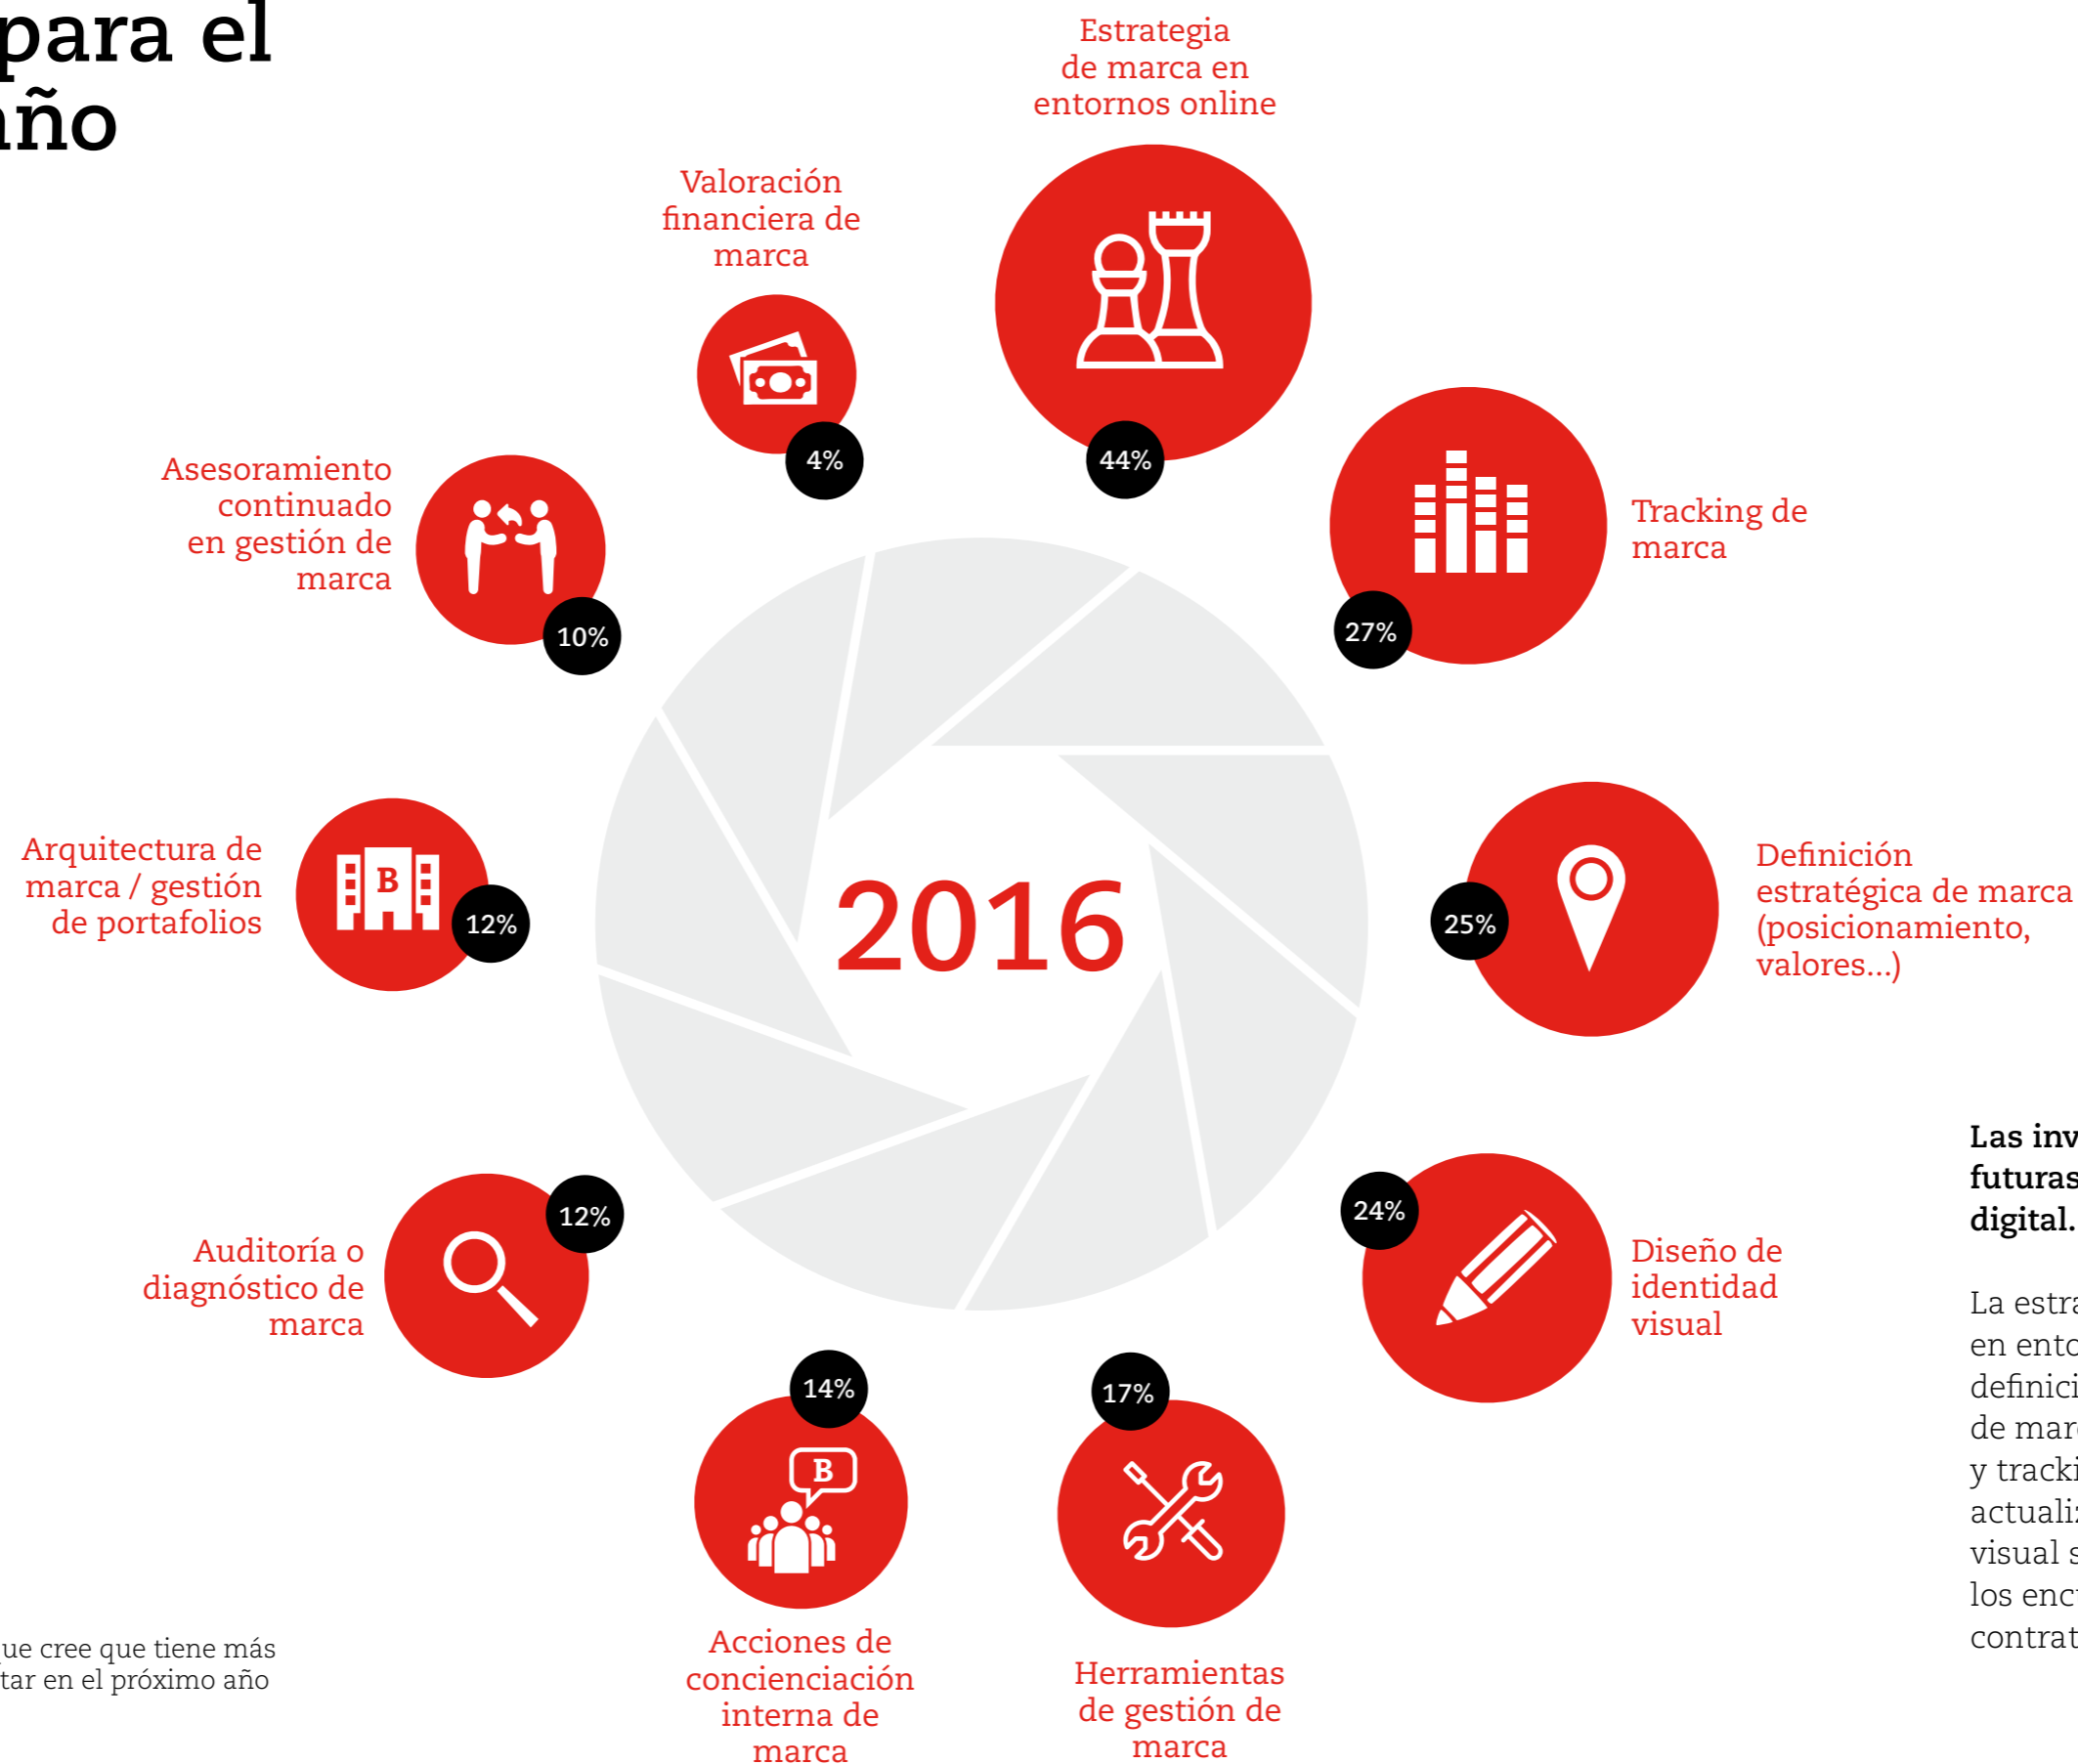 para el
año
Estrategia
de marca en
entornos online
44%
Valoración
financiera de
marca
4%
Asesoramiento
continuado
en gestión de
marca
10%
Tracking de
marca
27%
Arquitectura de
marca / gestión
de portafolios
B
12%
2016
25%
Definición
estratégica de marca
(posicionamiento,
valores...)
Auditoría o
diagnóstico de
marca
12%
24%
Diseño de
identidad
visual
14%
B
Acciones de
concienciación
interna de
marca
17%
Herramientas
de gestión de
marca
Las inv
futuras
digital.
La estra
en ento
definici
de mar
y tracki
actualiz
visual s
los enc
contrat
ue cree que tiene más
tar en el próximo año